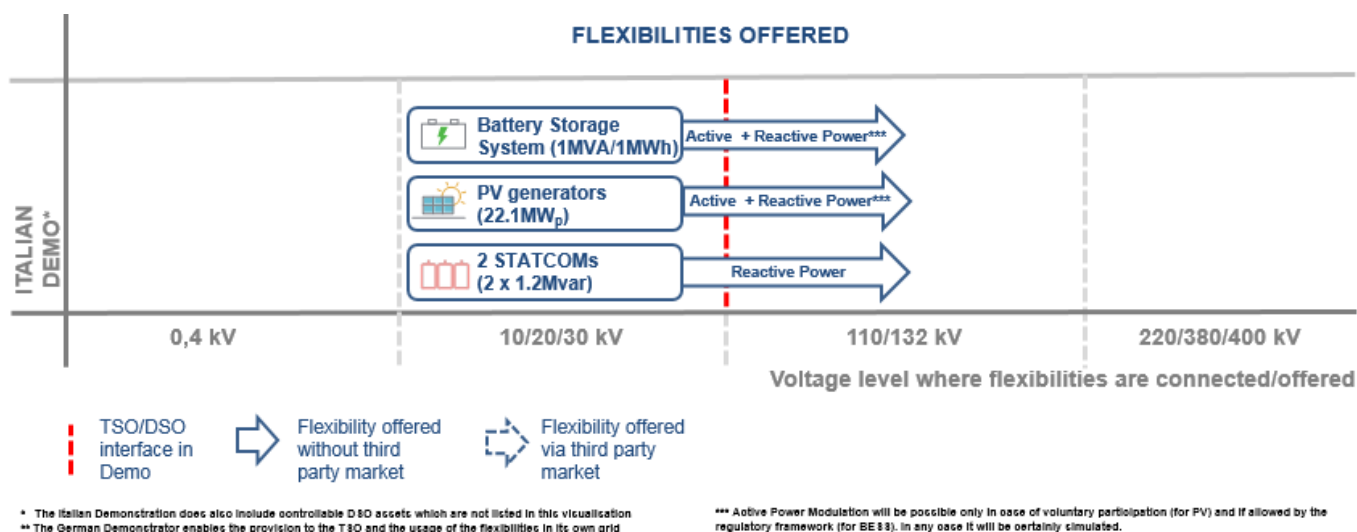 FLEXIBILITIES OFFERED
ITALIAN
DEMO*
Battery Storage
System (1MVA/1MWh)
Active + Reactive Power***
PV generators
(22.1MWp)
Active + Reactive Power***
2 STATCOMs
(2 x 1.2Mvar)
Reactive Power
0,4 kV
10/20/30 kV
110/132 kV
220/380/400 kV
Voltage level where flexibilities are connected/offered
TSO/DSO
interface in
Demo
Flexibility offered
without third
party market
Flexibility offered
via third party
market
* The Italian Demonstration does also include controllable DSO assets which are not listed in this visualisation
** The German Demonstrator enables the provision to the TSO and the usage of the flexibilities in its own grid
*** Active Power Modulation will be possible only in case of voluntary participation (for PV) and if allowed by the
regulatory framework (for BESS). In any case it will be certainly simulated.